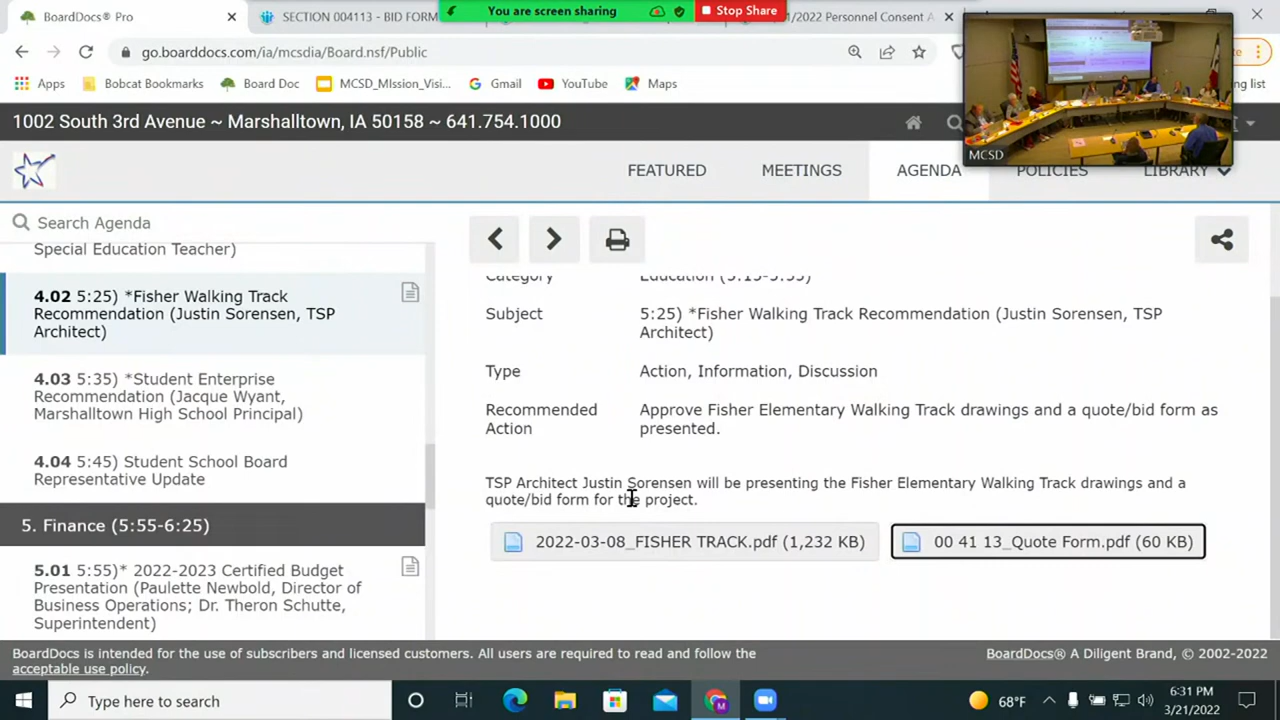 BoardDocs® Pro
SECTION 004113 - BID FORM
You are screen sharing
Stop Share
1/2022 Personnel Consent A
go.boarddocs.com/ia/mcsdia/Board.nsf/Public
Apps
Bobcat Bookmarks
Board Doc
MCSD_MIssion_Visi...
Gmail
YouTube
Maps
ng list
1002 South 3rd Avenue ~ Marshalltown, IA 50158 ~ 641.754.1000
MCSD
FEATURED
MEETINGS
AGENDA
POLICIES
LIBRARY
Search Agenda
Special Education Teacher)
4.02 5:25) *Fisher Walking Track
Recommendation (Justin Sorensen, TSP
Architect)
4.03 5:35) *Student Enterprise
Recommendation (Jacque Wyant,
Marshalltown High School Principal)
4.04 5:45) Student School Board
Representative Update
5. Finance (5:55-6:25)
5.01 5:55)* 2022-2023 Certified Budget
Presentation (Paulette Newbold, Director of
Business Operations; Dr. Theron Schutte,
Superintendent)
Category
Education (5:15-5:55)
Subject
5:25) *Fisher Walking Track Recommendation (Justin Sorensen, TSP
Architect)
Type
Action, Information, Discussion
Recommended
Action
Approve Fisher Elementary Walking Track drawings and a quote/bid form as
presented.
TSP Architect Justin Sorensen will be presenting the Fisher Elementary Walking Track drawings and a
quote/bid form for the project.
2022-03-08_FISHER TRACK.pdf (1,232 KB)
00 41 13_Quote Form.pdf (60 KB)
BoardDocs is intended for the use of subscribers and licensed customers. All users are required to read and follow the
acceptable use policy.
BoardDocs® A Diligent Brand, © 2002-2022
Type here to search
68°F
6:31 PM
3/21/2022